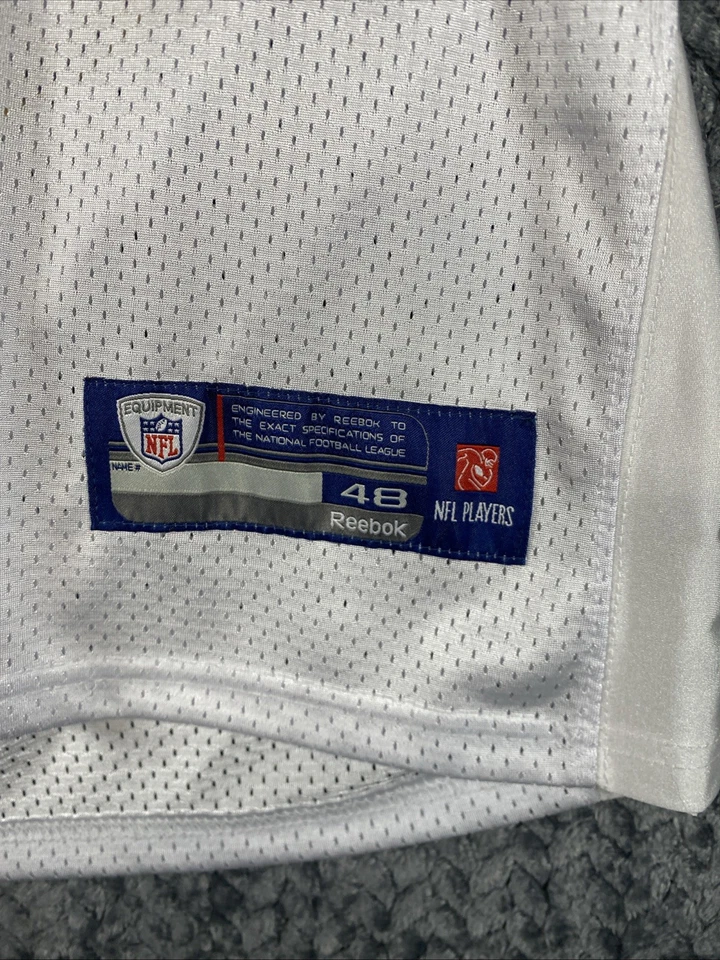 EQUIPMENT
NFL
ENGINEERED BY REEBOK TO
THE EXACT SPECIFICATIONS OF
THE NATIONAL FOOTBALL LEAGUE
NAME #
48
Reebok
NFL PLAYERS